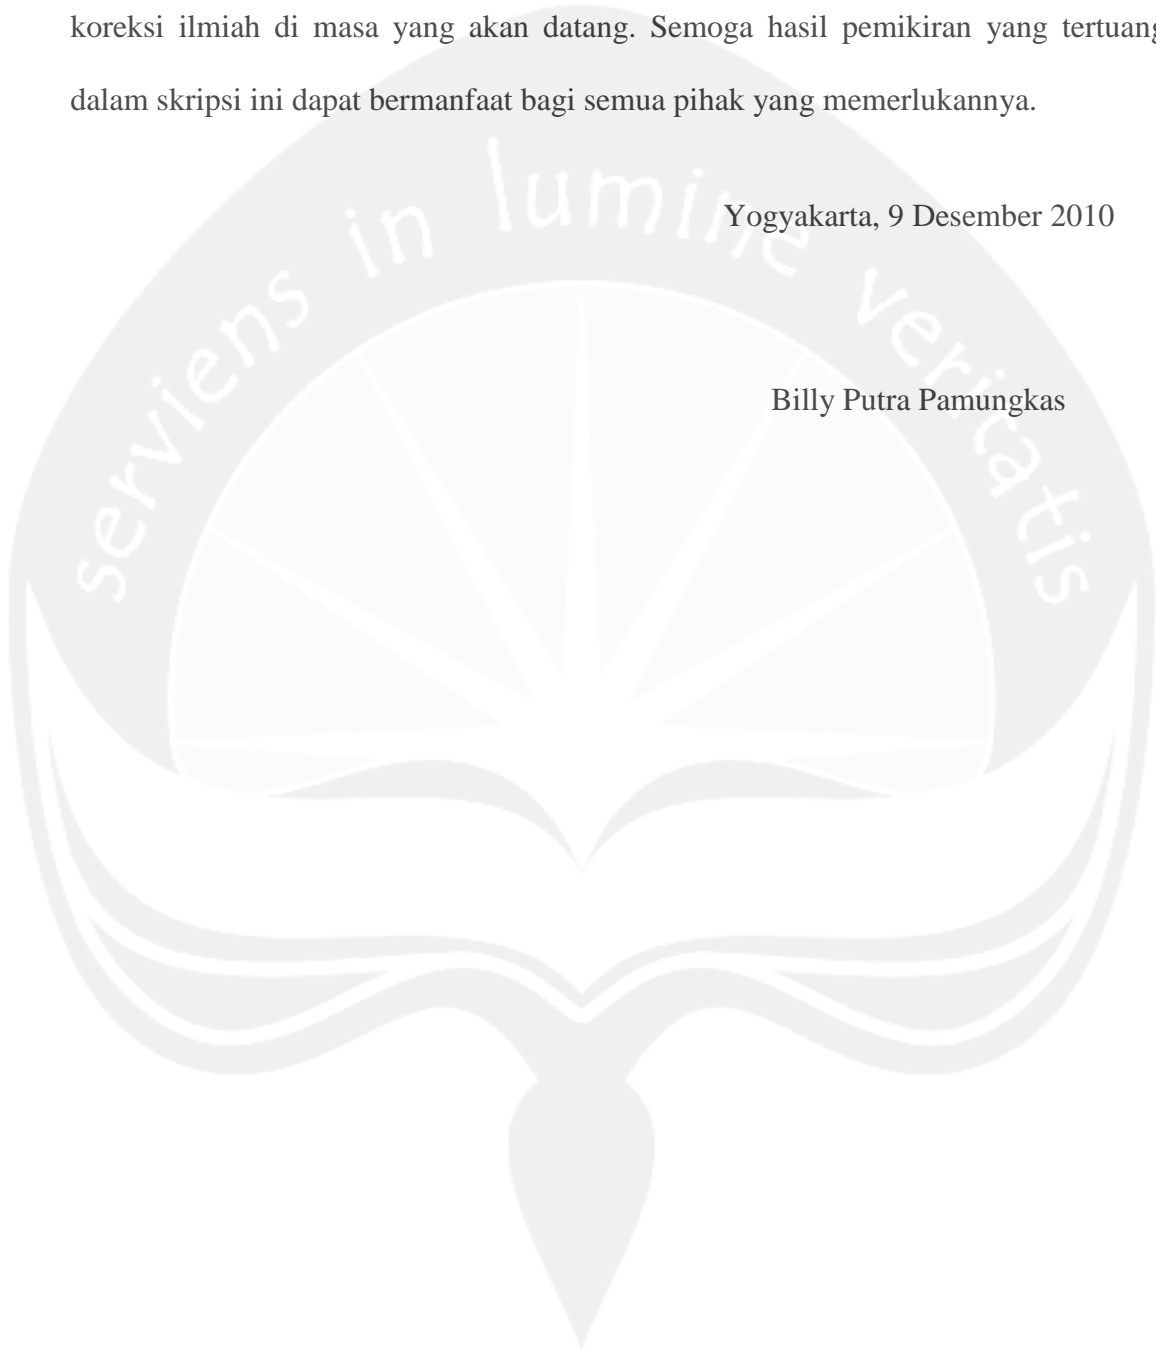 koreksi ilmiah di masa yang akan datang. Semoga hasil pemikiran yang tertuang
dalam skripsi ini dapat bermanfaat bagi semua pihak yang memerlukannya.
serviens in lumine veritatis
Yogyakarta, 9 Desember 2010
Billy Putra Pamungkas